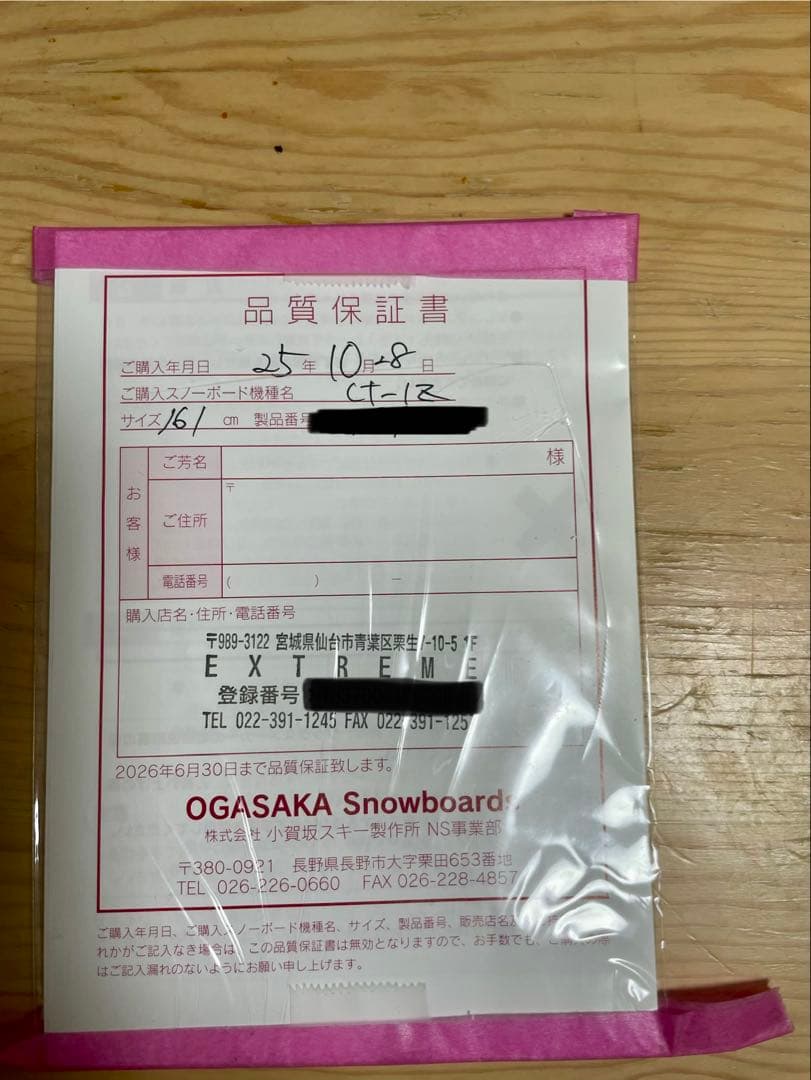 品質保証書
ご購入年月日 25年10月28日
ご購入スノーボード機種名 CT-IZ
サイズ 161 cm 製品番号
お客様
ご芳名 様
ご住所 〒
電話番号 ( ) −
購入店名・住所・電話番号
〒989-3122 宮城県仙台市青葉区栗生7-10-5 1F
EXTREME
登録番号
TEL 022-391-1245 FAX 022-391-125
2026年6月30日まで品質保証致します。
OGASAKA Snowboards
株式会社 小賀坂スキー製作所 NS事業部
〒380-0921 長野県長野市大字栗田653番地
TEL 026-226-0660 FAX 026-228-4857
ご購入年月日、ご購入スノーボード機種名、サイズ、製品番号、販売店名
れかがご記入なき場合は、この品質保証書は無効となりますので、お手数でも、ご購入の際
はご記入漏れのないようにお願い申し上げます。